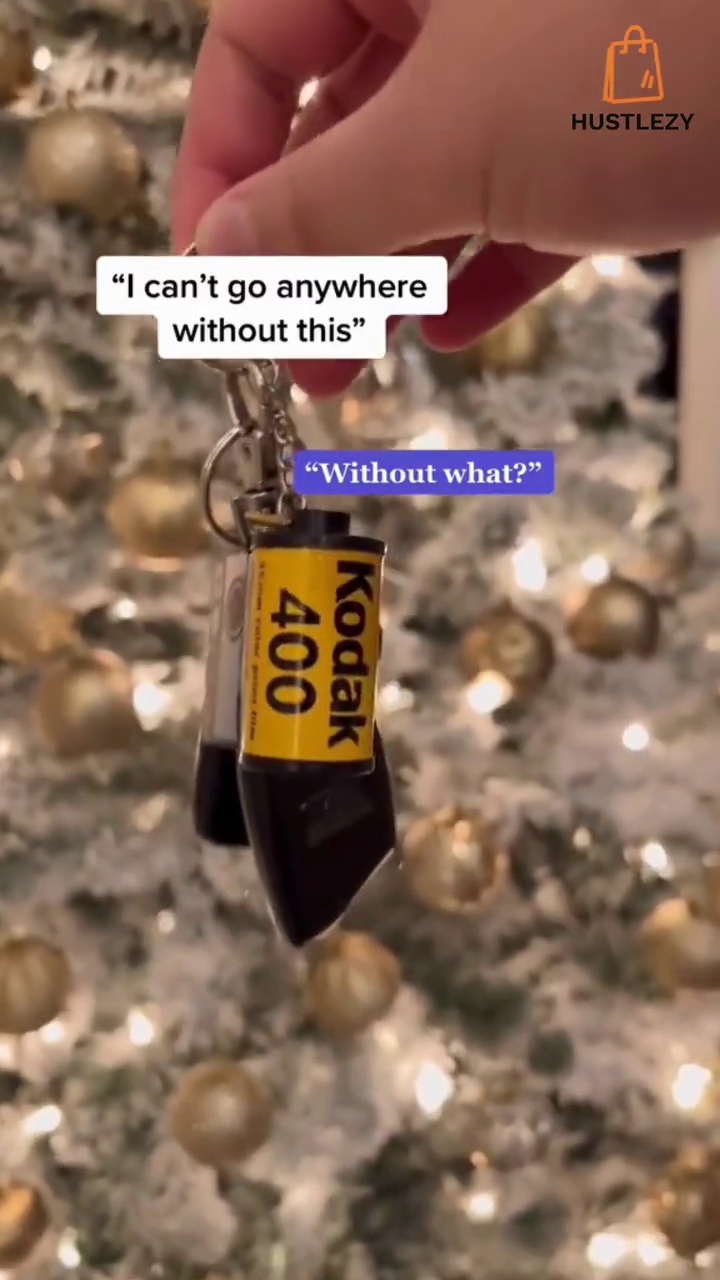 HUSTLEZY
“I can’t go anywhere
without this”
“Without what?”
Kodak
400